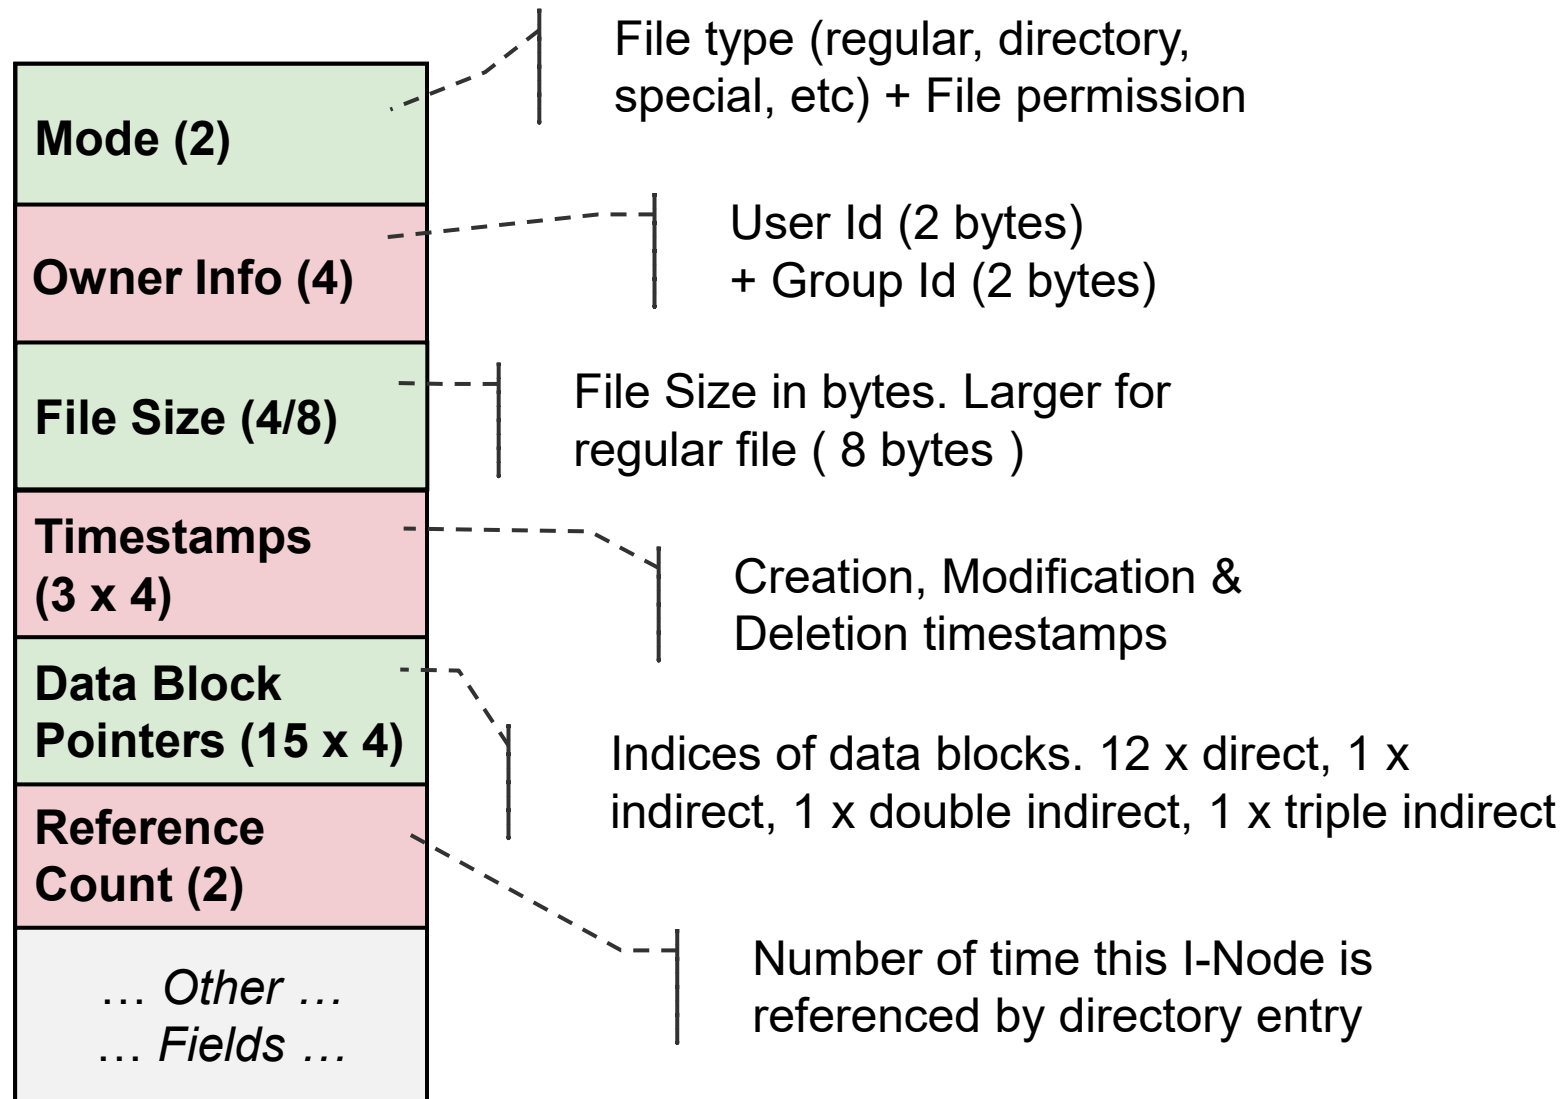 File type (regular, directory,
special, etc) + File permission
Mode (2)
User Id (2 bytes)
+ Group Id (2 bytes)
Owner Info (4)
File Size in bytes. Larger for
regular file ( 8 bytes )
File Size (4/8)
Timestamps
(3 x 4)
Creation, Modification &
Deletion timestamps
Data Block
Pointers (15 x 4)
Indices of data blocks. 12 x direct, 1 x
indirect, 1 x double indirect, 1 x triple indirect
Reference
Count (2)
Number of time this I-Node is
referenced by directory entry
… Other …
… Fields …